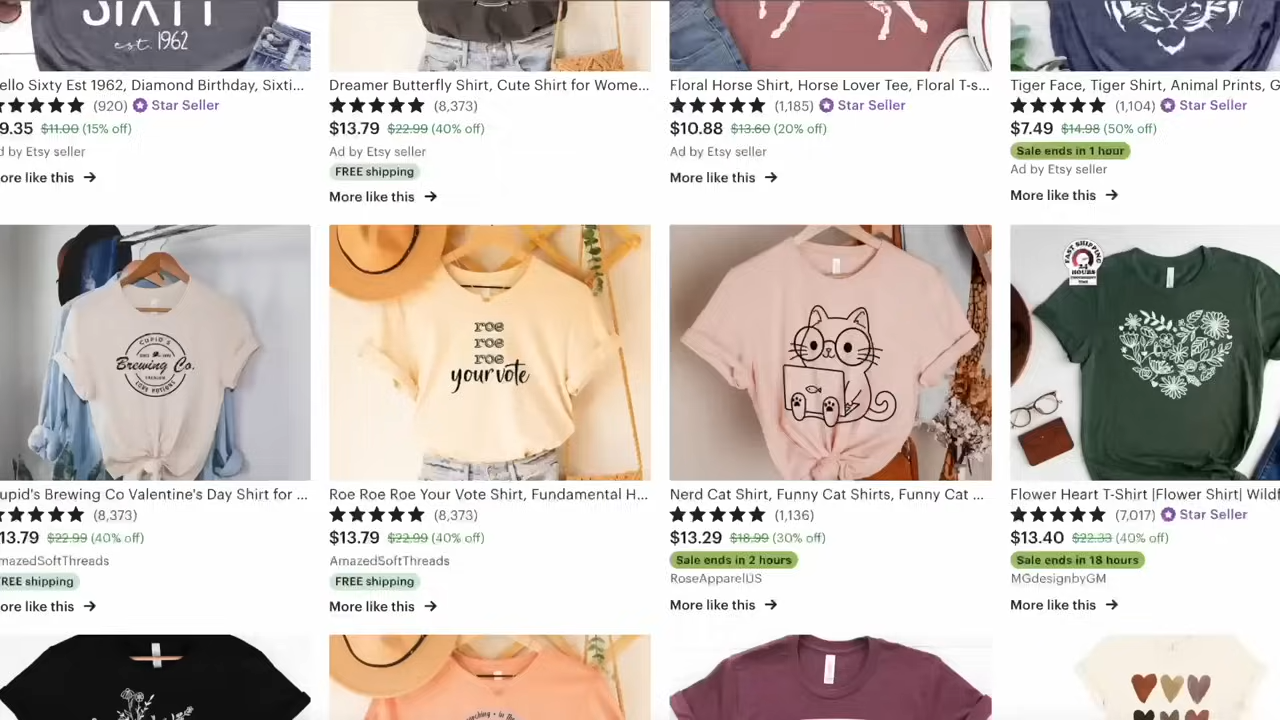 SIXTY
est. 1962
ello Sixty Est 1962, Diamond Birthday, Sixti...
(920) Star Seller
9.35 $11.00 (15% off)
d by Etsy seller
ore like this →
Dreamer Butterfly Shirt, Cute Shirt for Wome...
(8,373)
$13.79 $22.99 (40% off)
Ad by Etsy seller
FREE shipping
More like this →
Floral Horse Shirt, Horse Lover Tee, Floral T-s...
(1,185) Star Seller
$10.88 $13.60 (20% off)
Ad by Etsy seller
More like this →
Tiger Face, Tiger Shirt, Animal Prints, G
(1,104) Star Seller
$7.49 $14.98 (50% off)
Sale ends in 1 hour
Ad by Etsy seller
More like this →
CUPID'S
Brewing Co.
LOVE POTIONS
upid's Brewing Co Valentine's Day Shirt for ...
(8,373)
13.79 $22.99 (40% off)
mazedSoftThreads
REE shipping
ore like this →
roe
roe
roe
your vote
Roe Roe Roe Your Vote Shirt, Fundamental H...
(8,373)
$13.79 $22.99 (40% off)
AmazedSoftThreads
FREE shipping
More like this →
Nerd Cat Shirt, Funny Cat Shirts, Funny Cat ...
(1,136)
$13.29 $18.99 (30% off)
Sale ends in 2 hours
RoseApparelUS
More like this →
FAST SHIPPING
24
HOURS
Flower Heart T-Shirt |Flower Shirt| Wildf
(7,017) Star Seller
$13.40 $22.33 (40% off)
Sale ends in 18 hours
MGdesignbyGM
More like this →